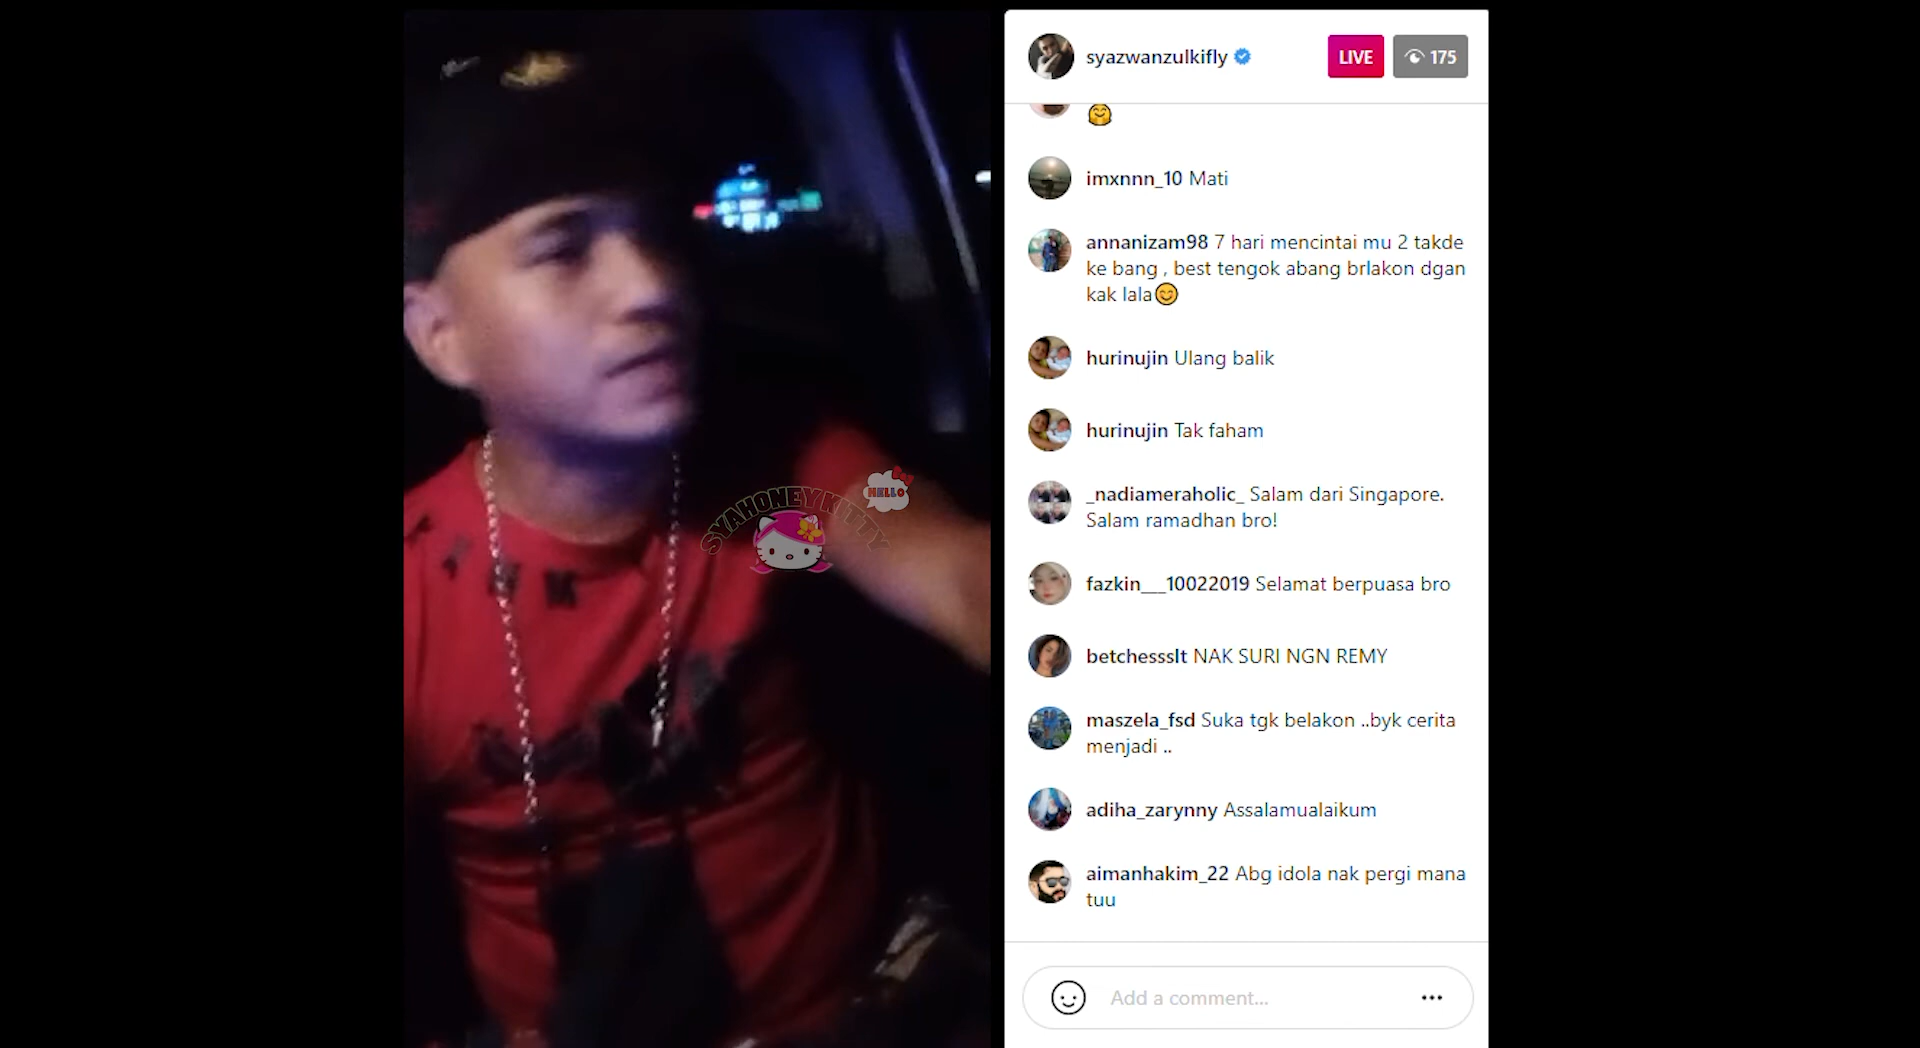 syazwanzulkifly
LIVE
175
imxnnn_10 Mati
annanizam98 7 hari mencintai mu 2 takde
ke bang , best tengok abang brlakon dgan
kak lala😊
hurinujin Ulang balik
hurinujin Tak faham
_nadiameraholic_ Salam dari Singapore.
Salam ramadhan bro!
fazkin___10022019 Selamat berpuasa bro
betchessslt NAK SURI NGN REMY
maszela_fsd Suka tgk belakon ..byk cerita
menjadi ..
adiha_zarynny Assalamualaikum
aimanhakim_22 Abg idola nak pergi mana
tuu
Add a comment...
HELLO
SYAHONEYKITTY